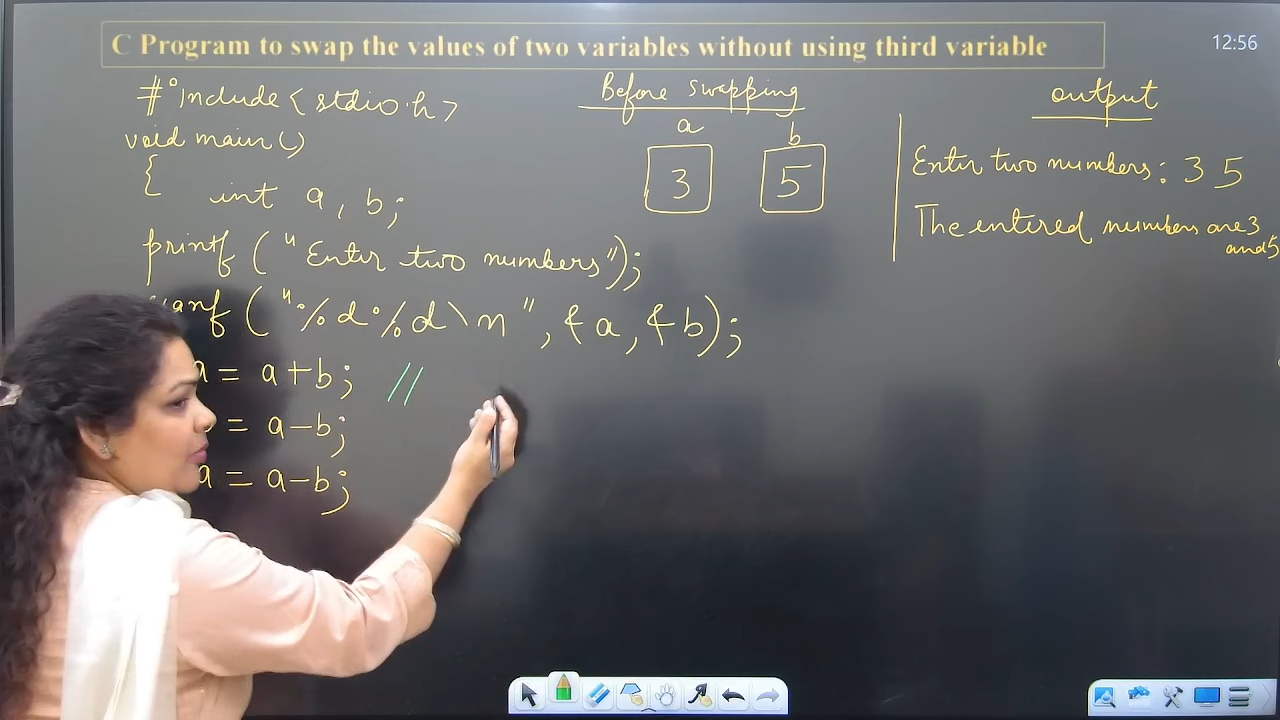 C Program to swap the values of two variables without using third variable
12:56
#include<stdio.h>
void main()
{ int a, b;
printf ("Enter two numbers");
scanf ("%d%d\n", &a, &b);
a = a+b; //
= a-b;
a = a-b;
Before swapping
a b
3 5
output
Enter two numbers: 3 5
The entered numbers are 3
and 5